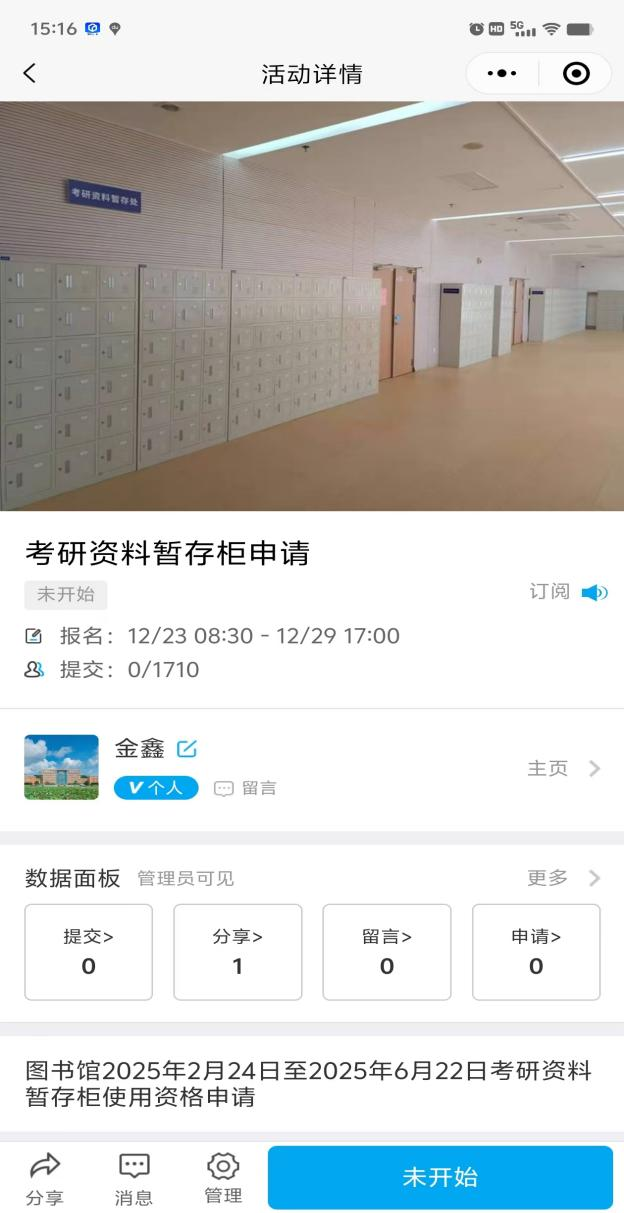 15:16
HD 5G
活动详情
考研资料暂存处
考研资料暂存柜申请
未开始
订阅
报名：12/23 08:30 - 12/29 17:00
提交：0/1710
金鑫
V 个人
留言
主页
数据面板 管理员可见
更多
提交>
0
分享>
1
留言>
0
申请>
0
图书馆2025年2月24日至2025年6月22日考研资料
暂存柜使用资格申请
分享
消息
管理
未开始